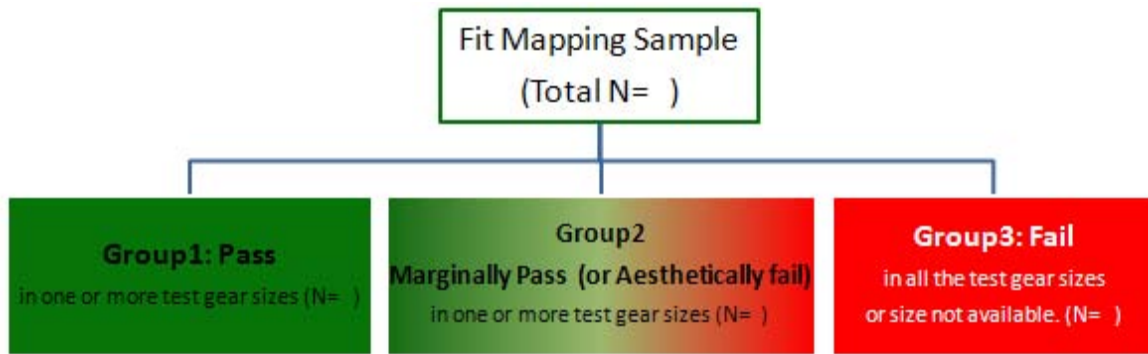 Fit Mapping Sample
(Total N=  )
Group1: Pass
in one or more test gear sizes (N=  )
Group2
Marginally Pass (or Aesthetically fail)
in one or more test gear sizes (N=  )
Group3: Fail
in all the test gear sizes
or size not available. (N=  )